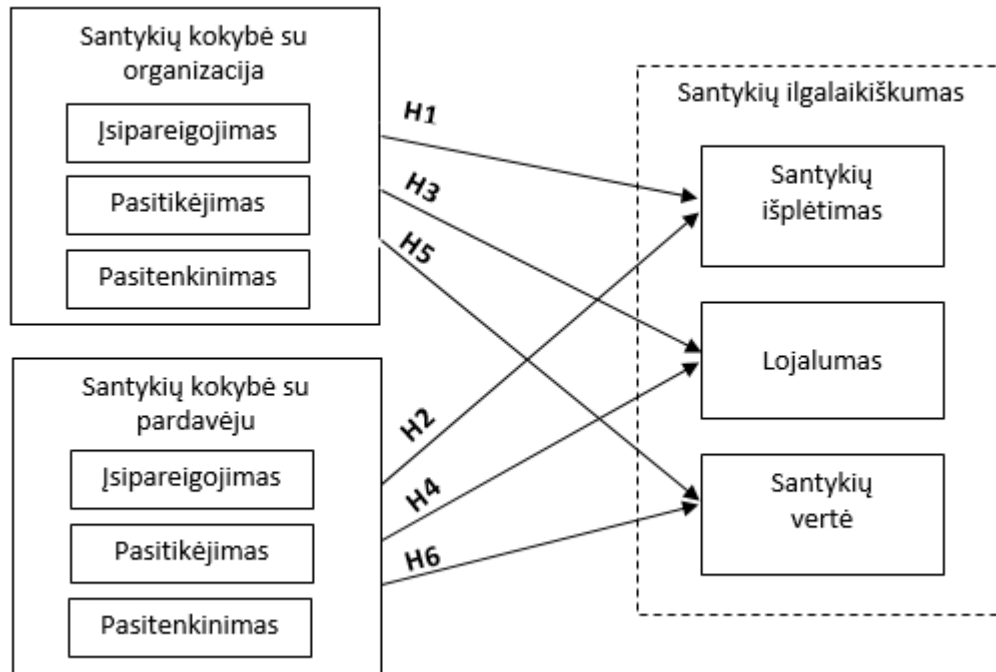 Santykių kokybė su
organizacija
Įsipareigojimas
Pasitikėjimas
Pasitenkinimas
Santykių kokybė su
pardavėju
Įsipareigojimas
Pasitikėjimas
Pasitenkinimas
H1
H3
H5
H2
H4
H6
Santykių ilgalaikiškumas
Santykių
išplėtimas
Lojalumas
Santykių
vertė